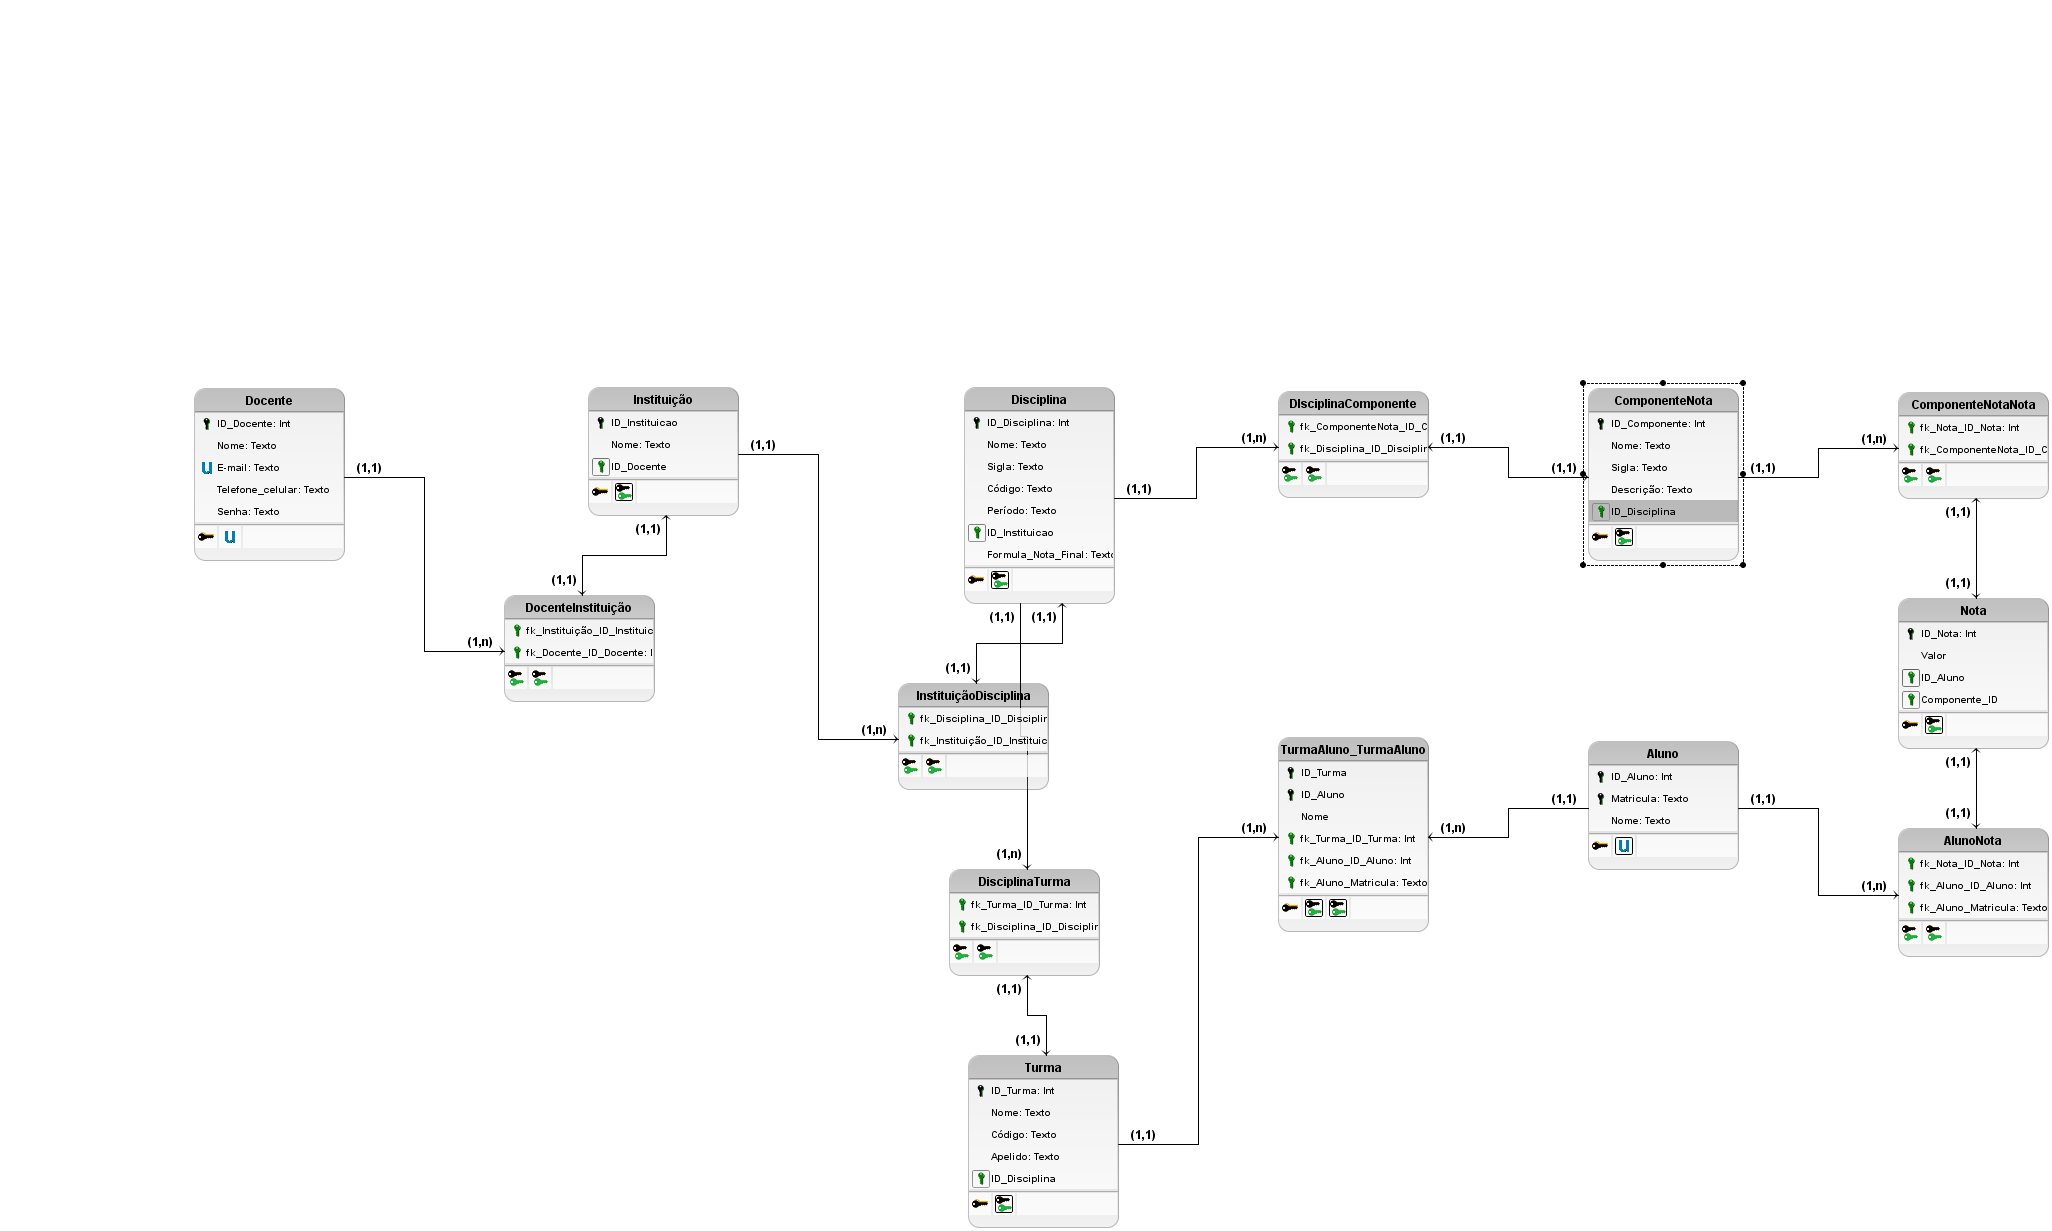 Docente
ID_Docente: Int
Nome: Texto
u E-mail: Texto
Telefone_celular: Texto
Senha: Texto
u
(1,1)
(1,n)
Instituição
ID_Instituicao
Nome: Texto
ID_Docente
(1,1)
(1,1)
(1,1)
DocenteInstituição
fk_Instituição_ID_Instituic
fk_Docente_ID_Docente: I
(1,n)
Disciplina
ID_Disciplina: Int
Nome: Texto
Sigla: Texto
Código: Texto
Período: Texto
ID_Instituicao
Formula_Nota_Final: Texto
(1,1)
(1,1)
(1,1)
(1,1)
InstituiçãoDisciplina
fk_Disciplina_ID_Disciplin
fk_Instituição_ID_Instituic
(1,n)
DisciplinaTurma
fk_Turma_ID_Turma: Int
fk_Disciplina_ID_Disciplin
(1,1)
(1,1)
Turma
ID_Turma: Int
Nome: Texto
Código: Texto
Apelido: Texto
ID_Disciplina
(1,1)
(1,n)
DIsciplinaComponente
fk_ComponenteNota_ID_C
fk_Disciplina_ID_Disciplin
(1,1)
(1,1)
ComponenteNota
ID_Componente: Int
Nome: Texto
Sigla: Texto
Descrição: Texto
ID_Disciplina
(1,1)
(1,n)
ComponenteNotaNota
fk_Nota_ID_Nota: Int
fk_ComponenteNota_ID_C
(1,1)
(1,1)
Nota
ID_Nota: Int
Valor
ID_Aluno
Componente_ID
(1,1)
(1,1)
(1,n)
TurmaAluno_TurmaAluno
ID_Turma
ID_Aluno
Nome
fk_Turma_ID_Turma: Int
fk_Aluno_ID_Aluno: Int
fk_Aluno_Matricula: Texto
(1,n)
(1,1)
Aluno
ID_Aluno: Int
Matricula: Texto
Nome: Texto
u
(1,1)
(1,n)
AlunoNota
fk_Nota_ID_Nota: Int
fk_Aluno_ID_Aluno: Int
fk_Aluno_Matricula: Texto